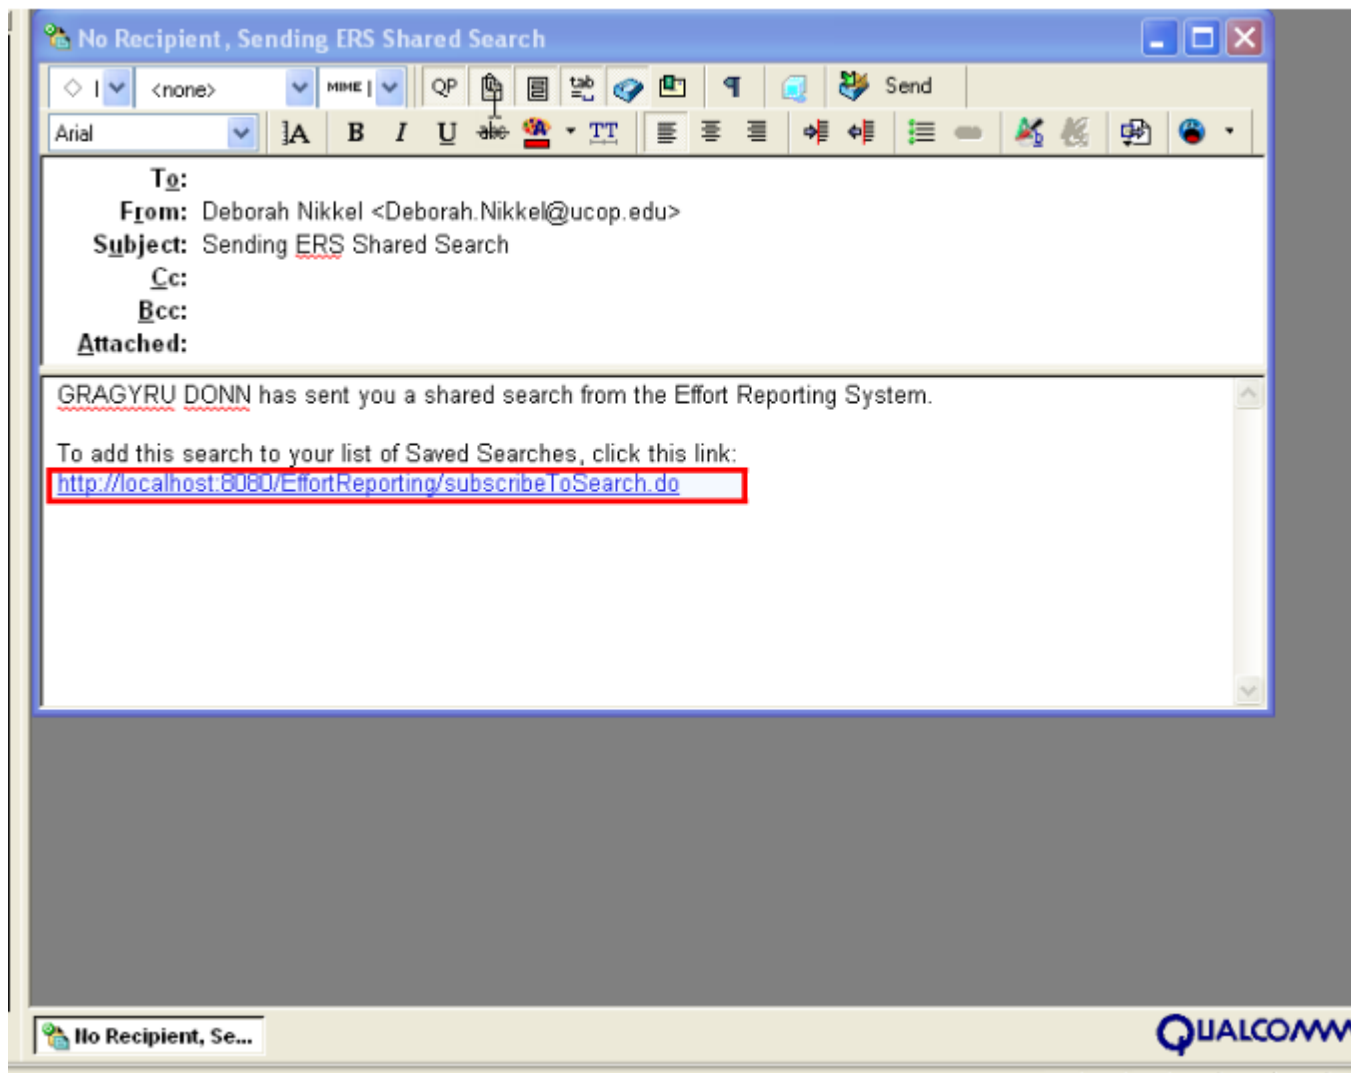 No Recipient, Sending ERS Shared Search
<none> MIME QP tab Send
Arial A B I U abc A TT
To:
From: Deborah Nikkel <Deborah.Nikkel@ucop.edu>
Subject: Sending ERS Shared Search
Cc:
Bcc:
Attached:
GRAGYRU DONN has sent you a shared search from the Effort Reporting System.
To add this search to your list of Saved Searches, click this link:
http://localhost:8080/EffortReporting/subscribeToSearch.do
No Recipient, Se...
QUALCOMM